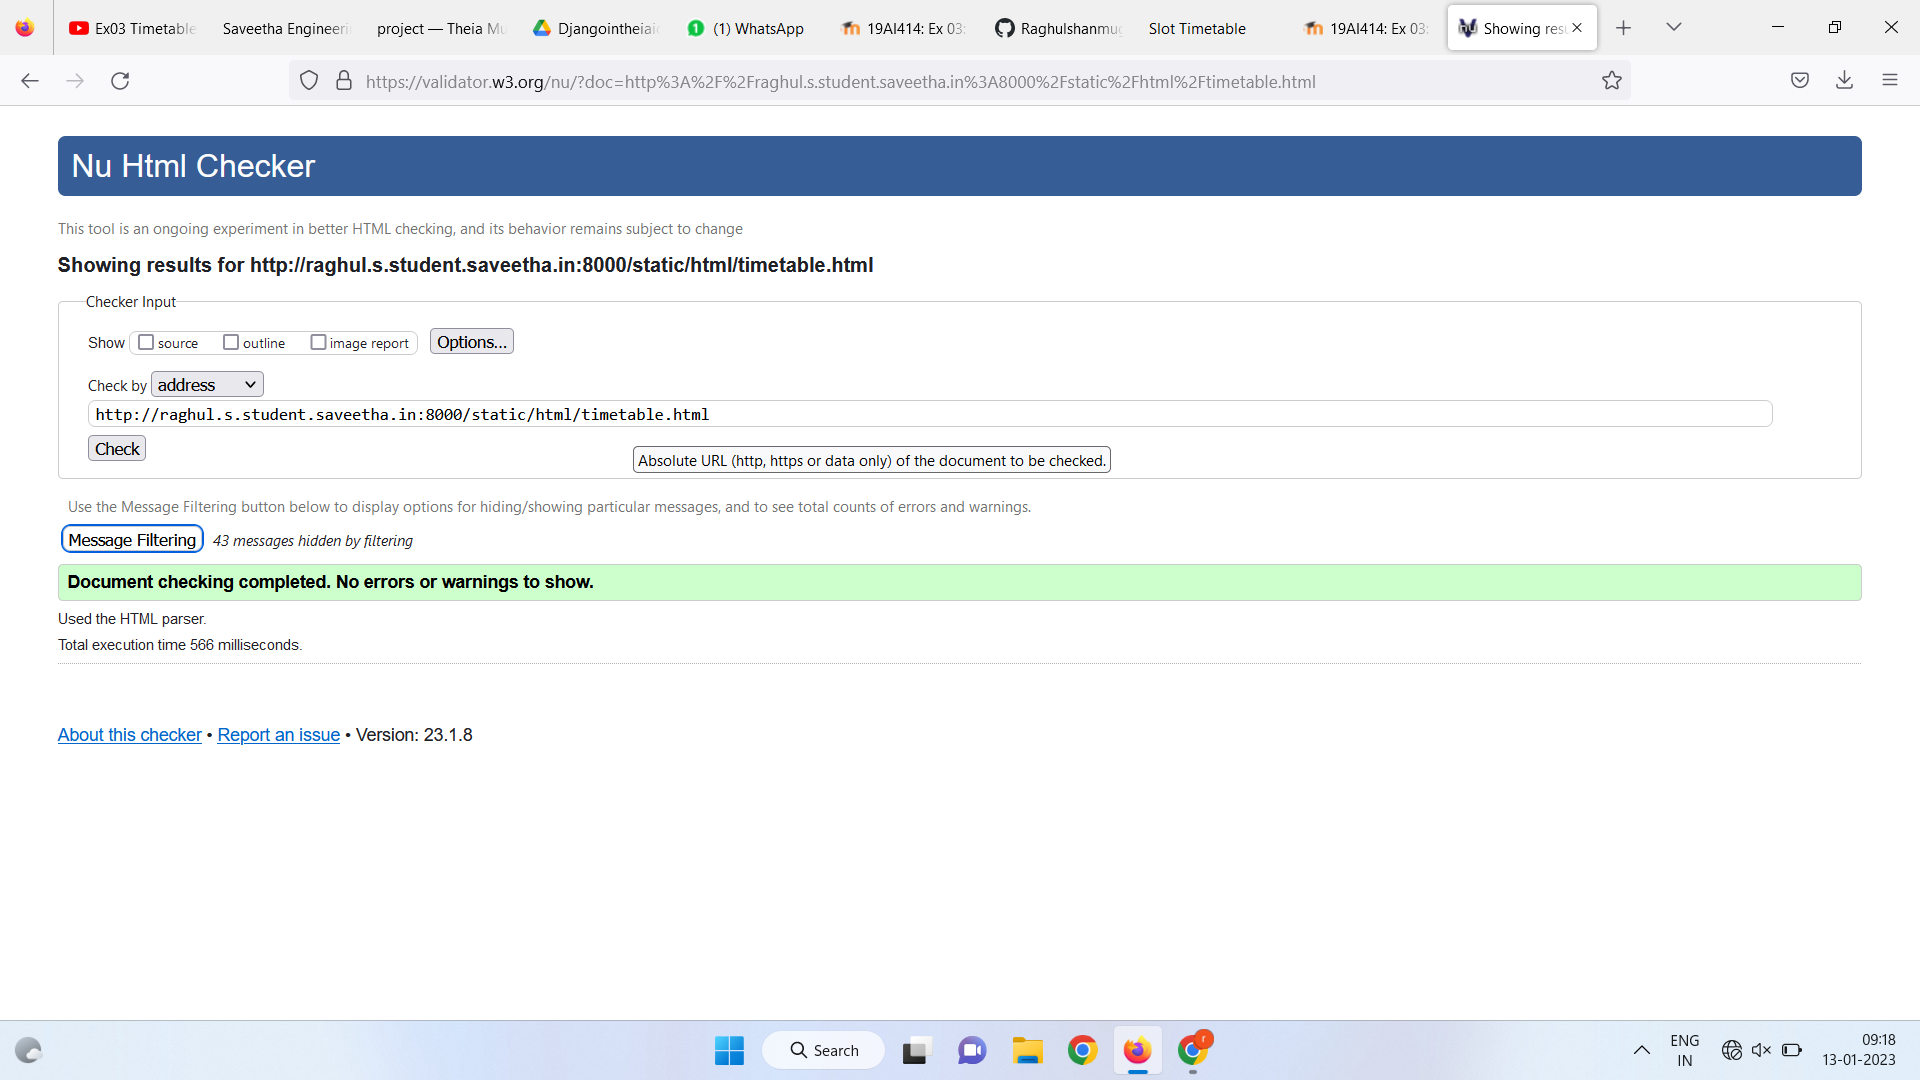 Ex03 Timetable
Saveetha Engineeri
project — Theia Mu
Djangointheiai
(1) WhatsApp
19AI414: Ex 03:
Raghulshanmug
Slot Timetable
19AI414: Ex 03:
Showing resu
https://validator.w3.org/nu/?doc=http%3A%2F%2Fraghul.s.student.saveetha.in%3A8000%2Fstatic%2Fhtml%2Ftimetable.html
Nu Html Checker
This tool is an ongoing experiment in better HTML checking, and its behavior remains subject to change
Showing results for http://raghul.s.student.saveetha.in:8000/static/html/timetable.html
Checker Input
Show source outline image report Options...
Check by address
http://raghul.s.student.saveetha.in:8000/static/html/timetable.html
Check
Absolute URL (http, https or data only) of the document to be checked.
Use the Message Filtering button below to display options for hiding/showing particular messages, and to see total counts of errors and warnings.
Message Filtering 43 messages hidden by filtering
Document checking completed. No errors or warnings to show.
Used the HTML parser.
Total execution time 566 milliseconds.
About this checker • Report an issue • Version: 23.1.8
Search
r
ENG
IN
09:18
13-01-2023